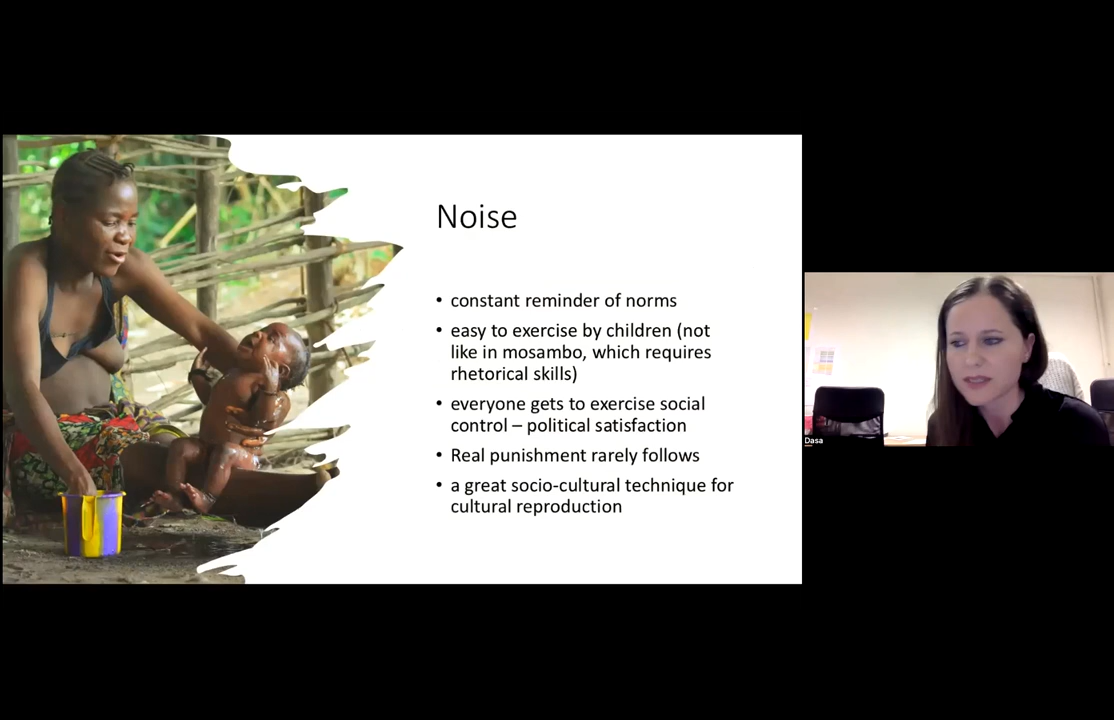 Noise
• constant reminder of norms
• easy to exercise by children (not
like in mosambo, which requires
rhetorical skills)
• everyone gets to exercise social
control – political satisfaction
• Real punishment rarely follows
• a great socio-cultural technique for
cultural reproduction
Dasa